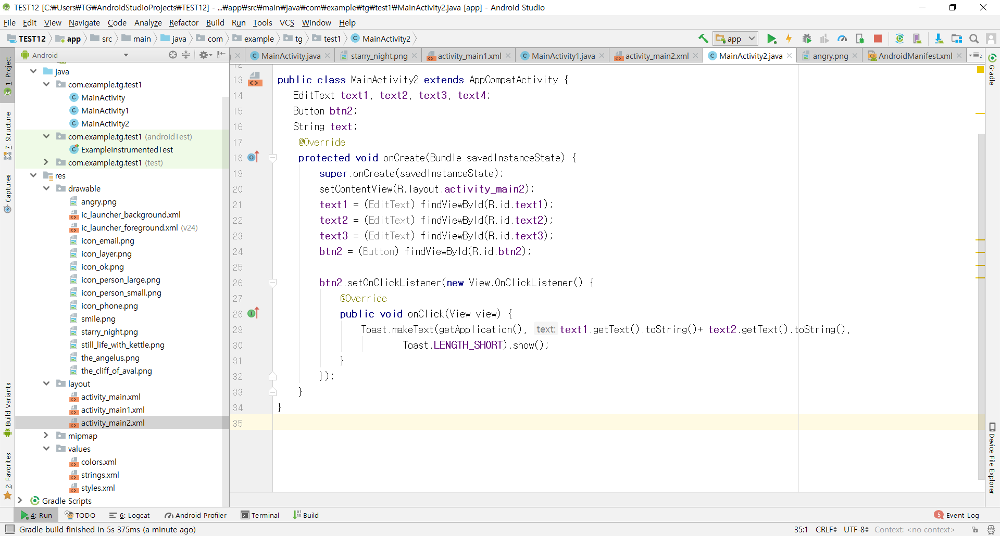 TEST12 [C:₩Users₩TG₩AndroidStudioProjects₩TEST12] - ...₩app₩src₩main₩java₩com₩example₩tg₩test1₩MainActivity2.java [app] - Android Studio
File Edit View Navigate Code Analyze Refactor Build Run Tools VCS Window Help
TEST12 app src main java com example tg test1 MainActivity2
app
Android
MainActivity.java starry_night.png activity_main1.xml MainActivity1.java activity_main2.xml MainActivity2.java angry.png AndroidManifest.xml
1: Project
7: Structure
Captures
Build Variants
2: Favorites
java
com.example.tg.test1
MainActivity
MainActivity1
MainActivity2
com.example.tg.test1 (androidTest)
ExampleInstrumentedTest
com.example.tg.test1 (test)
res
drawable
angry.png
ic_launcher_background.xml
ic_launcher_foreground.xml (v24)
icon_email.png
icon_layer.png
icon_ok.png
icon_person_large.png
icon_person_small.png
icon_phone.png
smile.png
starry_night.png
still_life_with_kettle.png
the_angelus.png
the_cliff_of_aval.png
layout
activity_main.xml
activity_main1.xml
activity_main2.xml
mipmap
values
colors.xml
strings.xml
styles.xml
Gradle Scripts
12
13 public class MainActivity2 extends AppCompatActivity {
14 EditText text1, text2, text3, text4;
15 Button btn2;
16 String text;
17 @Override
18 protected void onCreate(Bundle savedInstanceState) {
19 super.onCreate(savedInstanceState);
20 setContentView(R.layout.activity_main2);
21 text1 = (EditText) findViewById(R.id.text1);
22 text2 = (EditText) findViewById(R.id.text2);
23 text3 = (EditText) findViewById(R.id.text3);
24 btn2 = (Button) findViewById(R.id.btn2);
25
26 btn2.setOnClickListener(new View.OnClickListener() {
27 @Override
28 public void onClick(View view) {
29 Toast.makeText(getApplication(), text: text1.getText().toString()+ text2.getText().toString(),
30 Toast.LENGTH_SHORT).show();
31 }
32 });
33 }
34 }
35
Gradle
Device File Explorer
4: Run TODO 6: Logcat Android Profiler Terminal Build 5 Event Log
Gradle build finished in 5s 375ms (a minute ago) 35:1 CRLF UTF-8 Context: <no context>